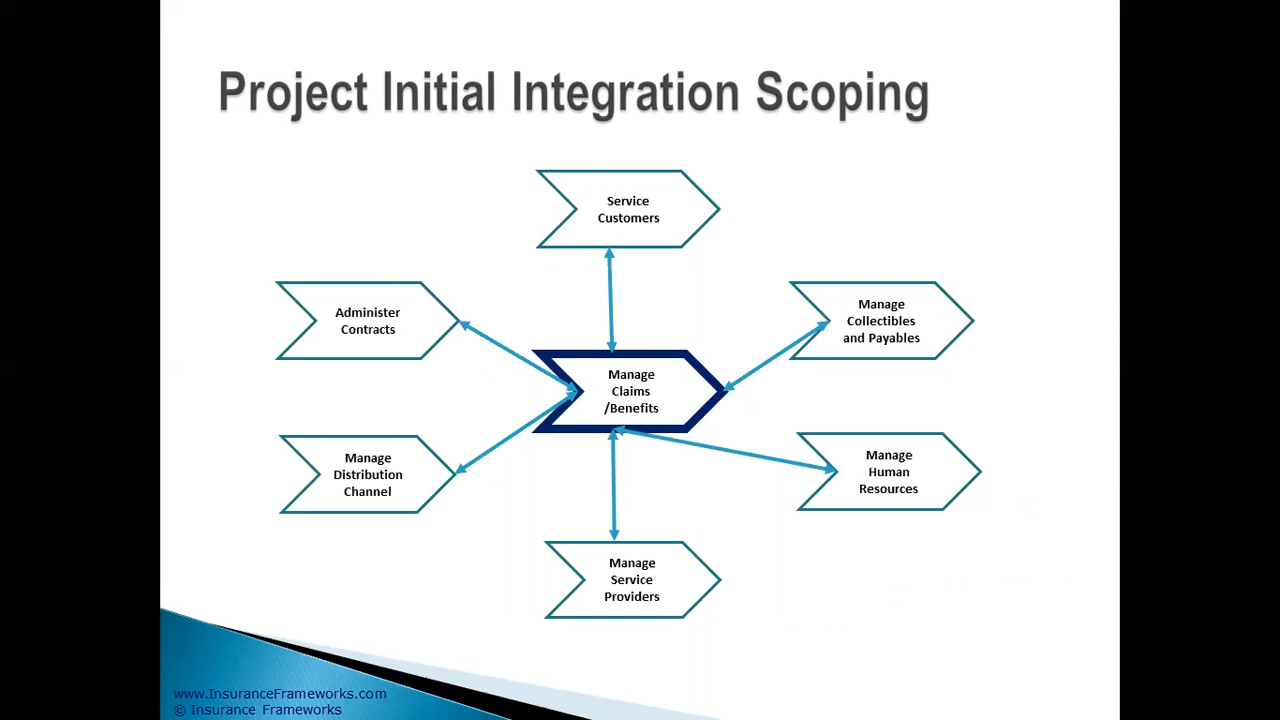 Project Initial Integration Scoping
Service
Customers
Administer
Contracts
Manage
Collectibles
and Payables
Manage
Claims
/Benefits
Manage
Distribution
Channel
Manage
Human
Resources
Manage
Service
Providers
www.InsuranceFrameworks.com
© Insurance Frameworks